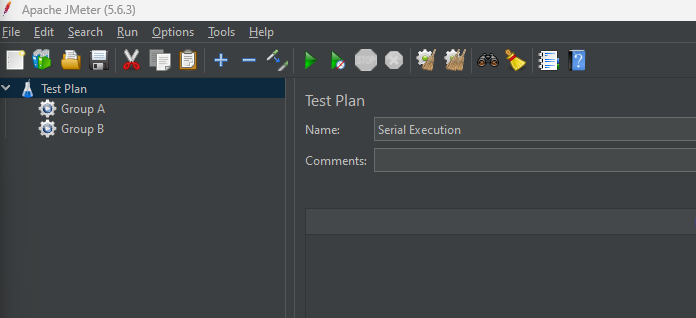 Apache JMeter (5.6.3)
File Edit Search Run Options Tools Help
STOP
Test Plan
Group A
Group B
Test Plan
Name: Serial Execution
Comments: